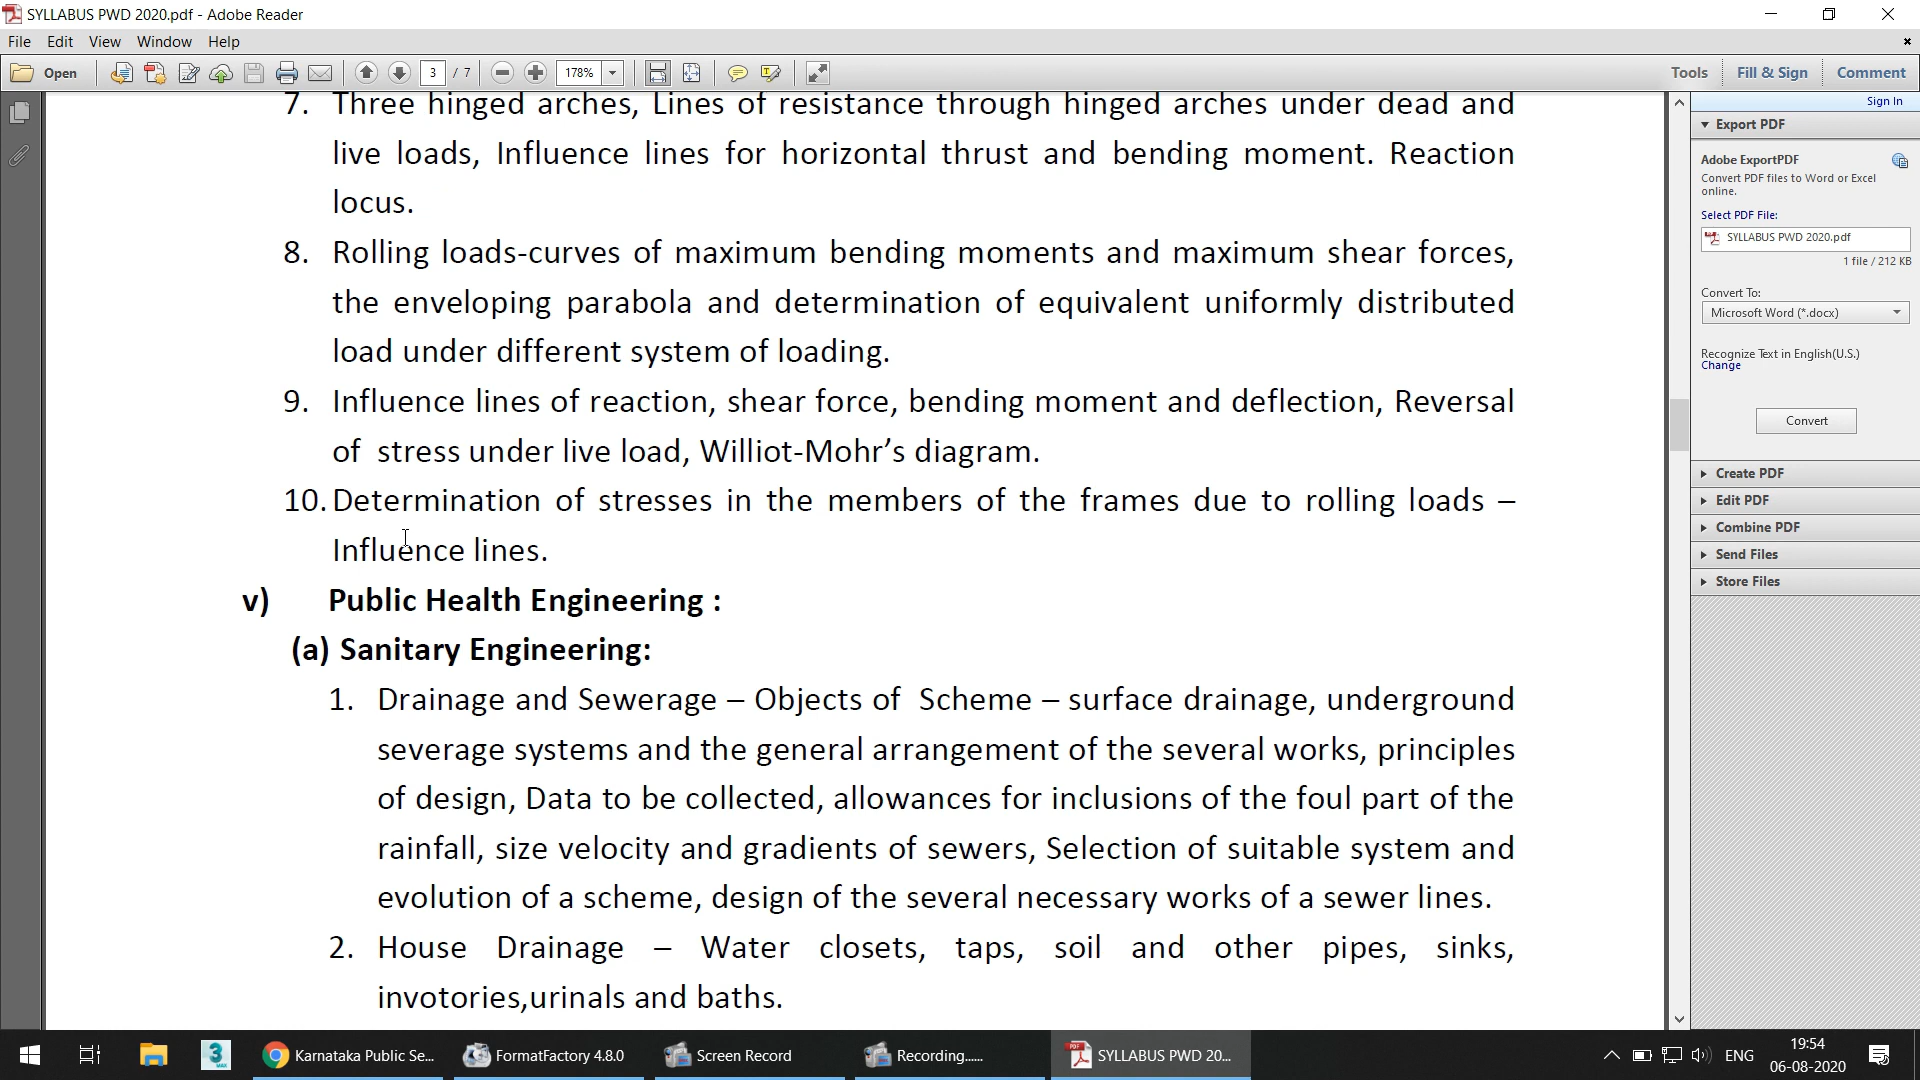 SYLLABUS PWD 2020.pdf - Adobe Reader
File Edit View Window Help
Open 3 / 7 178% Tools Fill & Sign Comment
7. Three hinged arches, Lines of resistance through hinged arches under dead and
live loads, Influence lines for horizontal thrust and bending moment. Reaction
locus.
8. Rolling loads-curves of maximum bending moments and maximum shear forces,
the enveloping parabola and determination of equivalent uniformly distributed
load under different system of loading.
9. Influence lines of reaction, shear force, bending moment and deflection, Reversal
of stress under live load, Williot-Mohr’s diagram.
10. Determination of stresses in the members of the frames due to rolling loads –
Influence lines.
v) Public Health Engineering :
(a) Sanitary Engineering:
1. Drainage and Sewerage – Objects of Scheme – surface drainage, underground
severage systems and the general arrangement of the several works, principles
of design, Data to be collected, allowances for inclusions of the foul part of the
rainfall, size velocity and gradients of sewers, Selection of suitable system and
evolution of a scheme, design of the several necessary works of a sewer lines.
2. House Drainage – Water closets, taps, soil and other pipes, sinks,
invotories,urinals and baths.
Sign In
Export PDF
Adobe ExportPDF
Convert PDF files to Word or Excel
online.
Select PDF File:
SYLLABUS PWD 2020.pdf
1 file / 212 KB
Convert To:
Microsoft Word (*.docx)
Recognize Text in English(U.S.)
Change
Convert
Create PDF
Edit PDF
Combine PDF
Send Files
Store Files
3
MAX
Karnataka Public Se...
FormatFactory 4.8.0
Screen Record
Recording......
SYLLABUS PWD 20...
ENG
19:54
06-08-2020